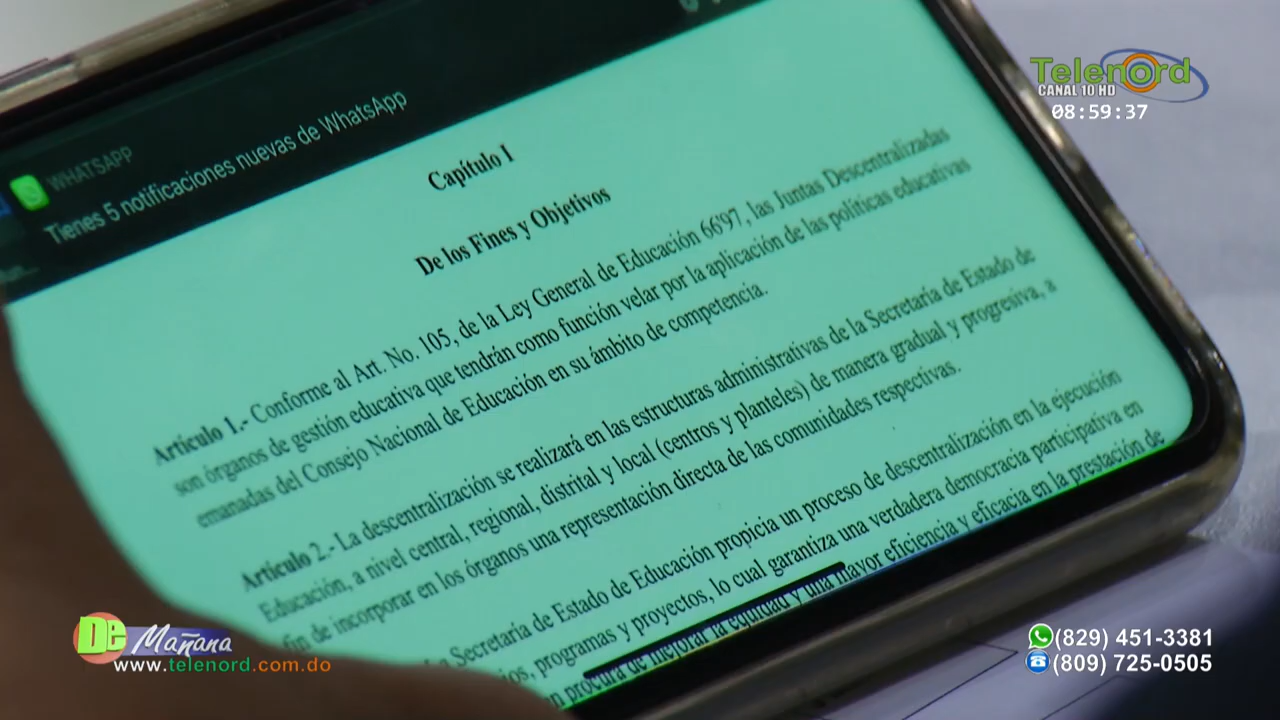 Telenord
CANAL 10 HD
08:59:37
WHATSAPP
Tienes 5 notificaciones nuevas de WhatsApp
Capítulo I
De los Fines y Objetivos
Artículo 1.- Conforme al Art. No. 105, de la Ley General de Educación 66'97, las Juntas Descentralizadas
son órganos de gestión educativa que tendrán como función velar por la aplicación de las políticas educativas
emanadas del Consejo Nacional de Educación en su ámbito de competencia.
Artículo 2.- La descentralización se realizará en las estructuras administrativas de la Secretaría de Estado de
Educación, a nivel central, regional, distrital y local (centros y planteles) de manera gradual y progresiva, a
fin de incorporar en los órganos una representación directa de las comunidades respectivas.
Secretaría de Estado de Educación propicia un proceso de descentralización en la ejecución
programas y proyectos, lo cual garantiza una verdadera democracia participativa en
procura de mejorar la equidad y una mayor eficiencia y eficacia en la prestación de
De Mañana
www.telenord.com.do
(829) 451-3381
(809) 725-0505